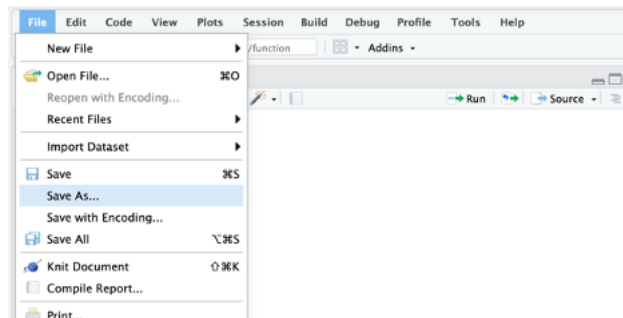 File Edit Code View Plots Session Build Debug Profile Tools Help
New File
/function
Addins
Open File... ⌘O
Reopen with Encoding...
Run
Source
Recent Files
Import Dataset
Save ⌘S
Save As...
Save with Encoding...
Save All ⌥⌘S
Knit Document ⇧⌘K
Compile Report...
Print...